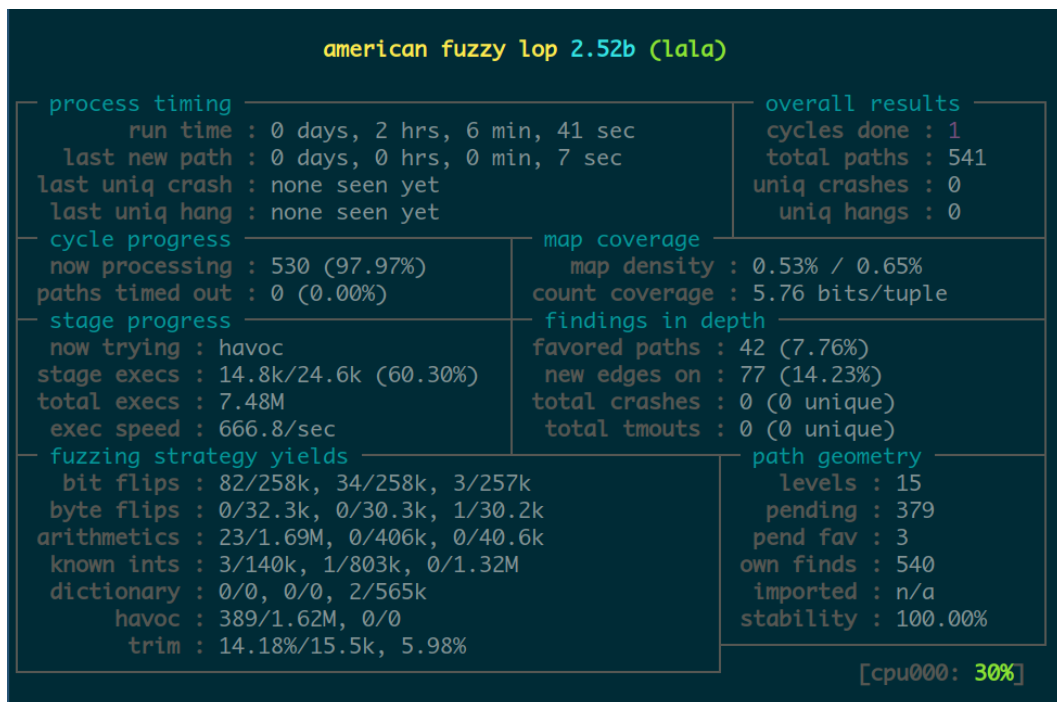 american fuzzy lop 2.52b (lala)
process timing
run time : 0 days, 2 hrs, 6 min, 41 sec
last new path : 0 days, 0 hrs, 0 min, 7 sec
last uniq crash : none seen yet
last uniq hang : none seen yet
overall results
cycles done : 1
total paths : 541
uniq crashes : 0
uniq hangs : 0
cycle progress
now processing : 530 (97.97%)
paths timed out : 0 (0.00%)
map coverage
map density : 0.53% / 0.65%
count coverage : 5.76 bits/tuple
stage progress
now trying : havoc
stage execs : 14.8k/24.6k (60.30%)
total execs : 7.48M
exec speed : 666.8/sec
findings in depth
favored paths : 42 (7.76%)
new edges on : 77 (14.23%)
total crashes : 0 (0 unique)
total tmouts : 0 (0 unique)
fuzzing strategy yields
bit flips : 82/258k, 34/258k, 3/257k
byte flips : 0/32.3k, 0/30.3k, 1/30.2k
arithmetics : 23/1.69M, 0/406k, 0/40.6k
known ints : 3/140k, 1/803k, 0/1.32M
dictionary : 0/0, 0/0, 2/565k
havoc : 389/1.62M, 0/0
trim : 14.18%/15.5k, 5.98%
path geometry
levels : 15
pending : 379
pend fav : 3
own finds : 540
imported : n/a
stability : 100.00%
[cpu000: 30%]